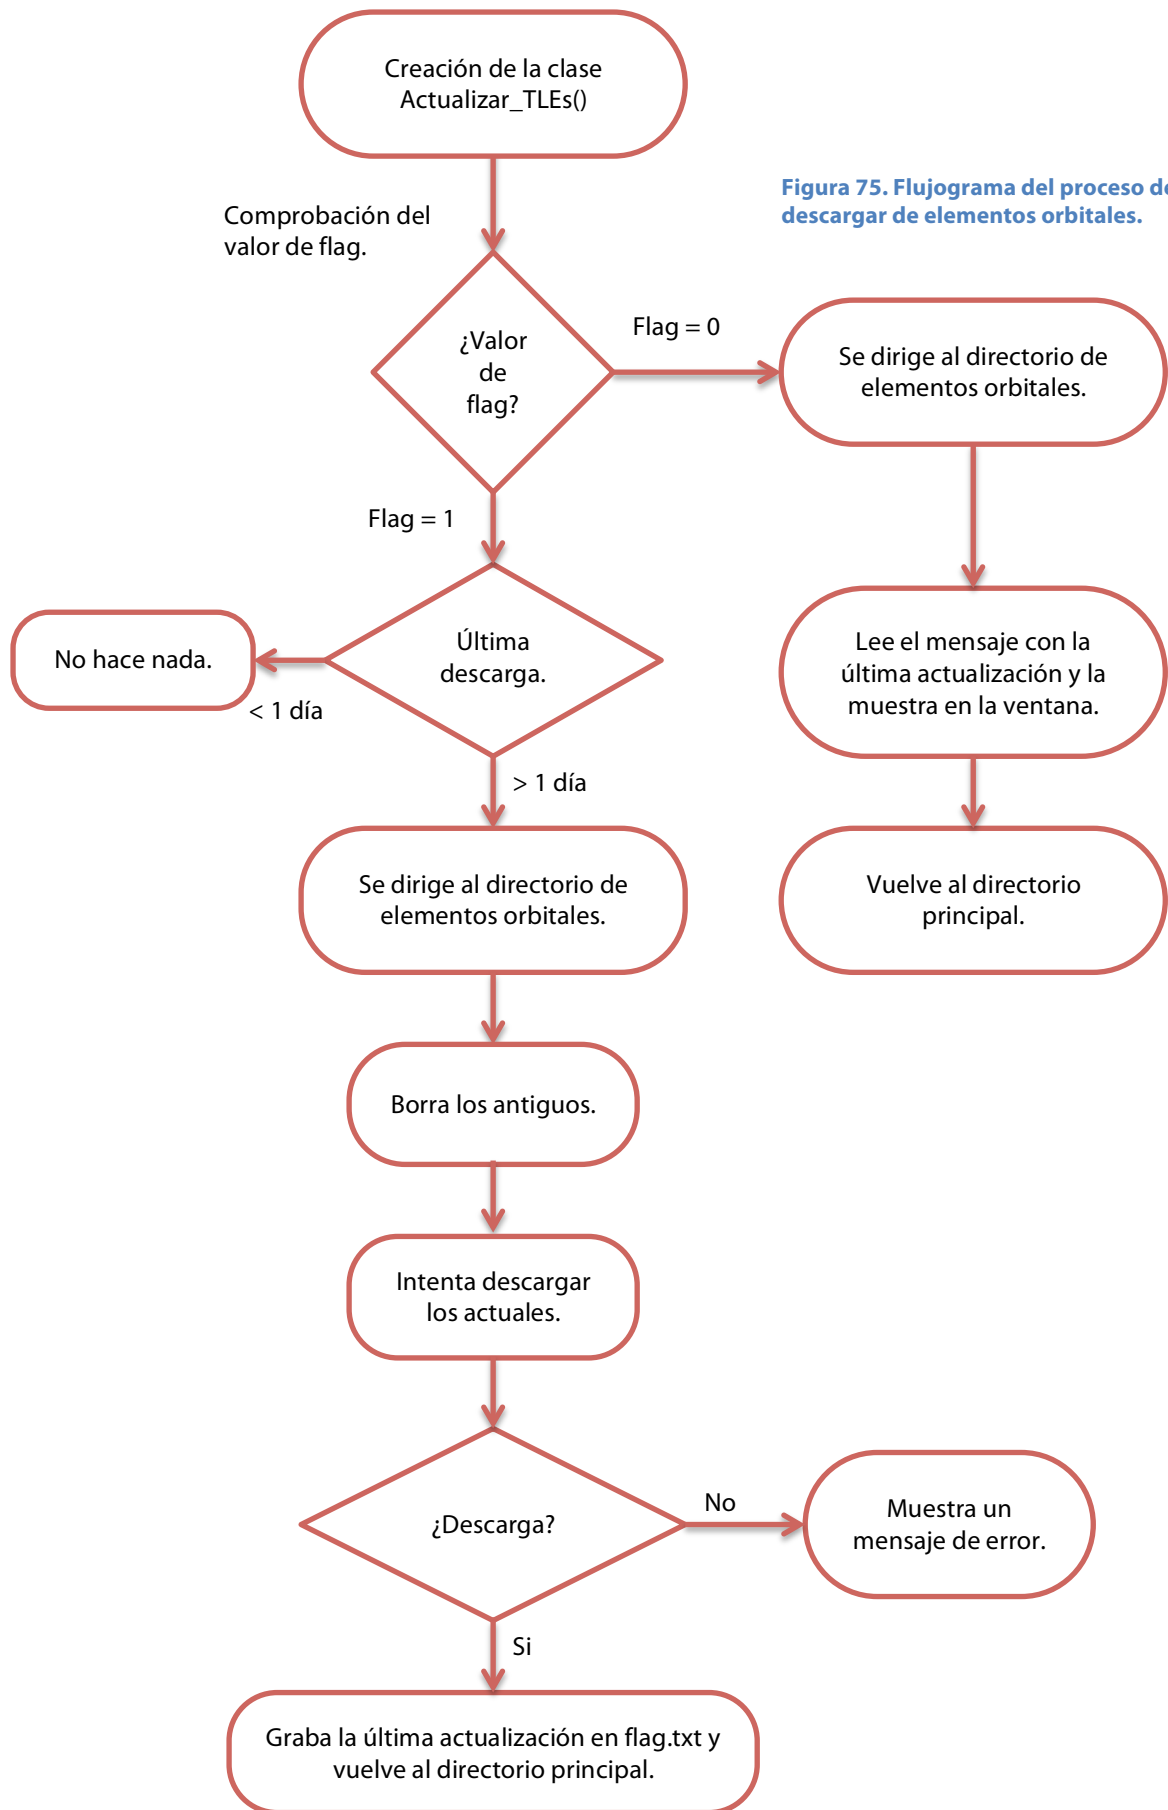 Creación de la clase
Actualizar_TLEs()
Figura 75. Flujograma del proceso de
descargar de elementos orbitales.
Comprobación del
valor de flag.
¿Valor
de
flag?
Flag = 0
Se dirige al directorio de
elementos orbitales.
Flag = 1
Última
descarga.
No hace nada.
< 1 día
Lee el mensaje con la
última actualización y la
muestra en la ventana.
> 1 día
Se dirige al directorio de
elementos orbitales.
Vuelve al directorio
principal.
Borra los antiguos.
Intenta descargar
los actuales.
¿Descarga?
No
Muestra un
mensaje de error.
Si
Graba la última actualización en flag.txt y
vuelve al directorio principal.